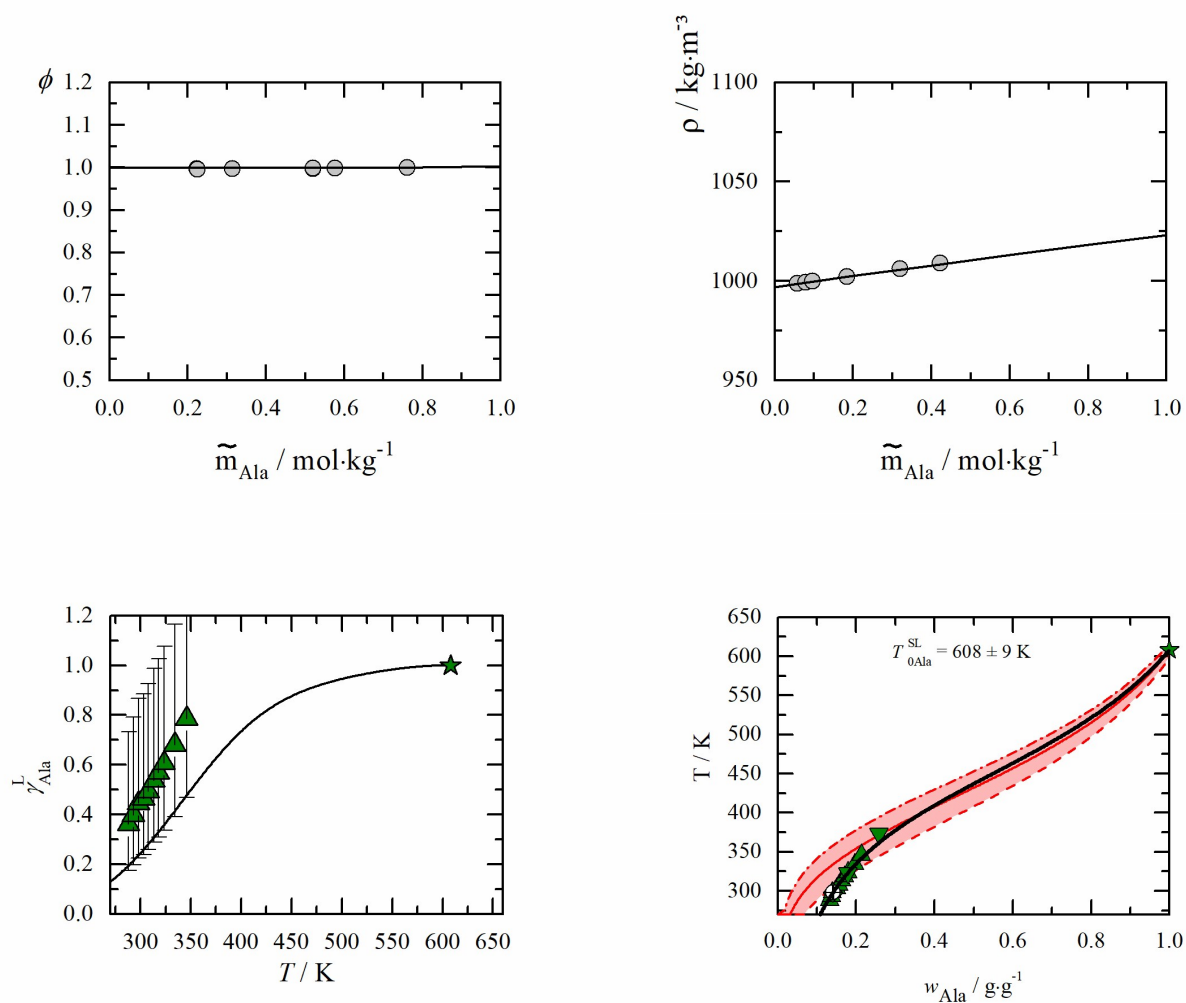 ϕ
1.2
1.1
1.0
0.9
0.8
0.7
0.6
0.5
0.0 0.2 0.4 0.6 0.8 1.0
m̃Ala / mol·kg-1
ρ / kg·m-3
1100
1050
1000
950
0.0 0.2 0.4 0.6 0.8 1.0
m̃Ala / mol·kg-1
γLAla
1.2
1.0
0.8
0.6
0.4
0.2
0.0
300 350 400 450 500 550 600 650
T / K
T / K
650
600
550
500
450
400
350
300
TSL0Ala = 608 ± 9 K
0.0 0.2 0.4 0.6 0.8 1.0
wAla / g·g-1